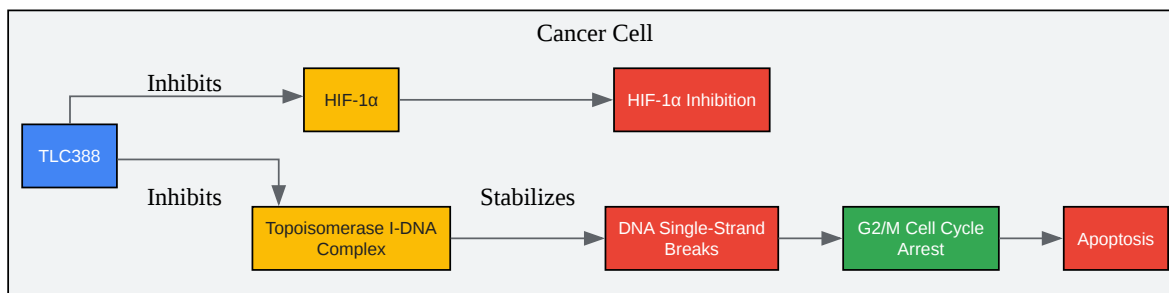 Cancer Cell
Inhibits
HIF-1α
HIF-1α Inhibition
TLC388
Inhibits
Stabilizes
Topoisomerase I-DNA
Complex
DNA Single-Strand
Breaks
G2/M Cell Cycle
Arrest
Apoptosis